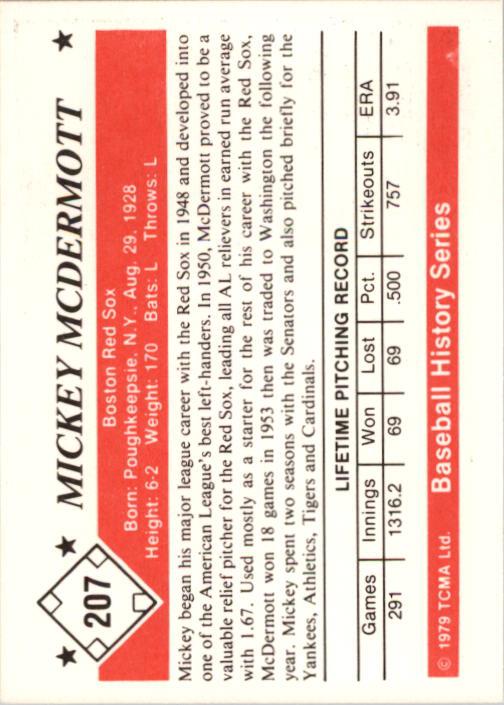 207
MICKEY MCDERMOTT
Boston Red Sox
Born: Poughkeepsie, N.Y., Aug. 29, 1928
Height: 6-2 Weight: 170 Bats: L Throws: L
Mickey began his major league career with the Red Sox in 1948 and developed into
one of the American League's best left-handers. In 1950, McDermott proved to be a
valuable relief pitcher for the Red Sox, leading all AL relievers in earned run average
with 1.67. Used mostly as a starter for the rest of his career with the Red Sox,
McDermott won 18 games in 1953 then was traded to Washington the following
year. Mickey spent two seasons with the Senators and also pitched briefly for the
Yankees, Athletics, Tigers and Cardinals.
LIFETIME PITCHING RECORD
Games Innings Won Lost Pct. Strikeouts ERA
291 1316.2 69 69 .500 757 3.91
© 1979 TCMA Ltd. Baseball History Series